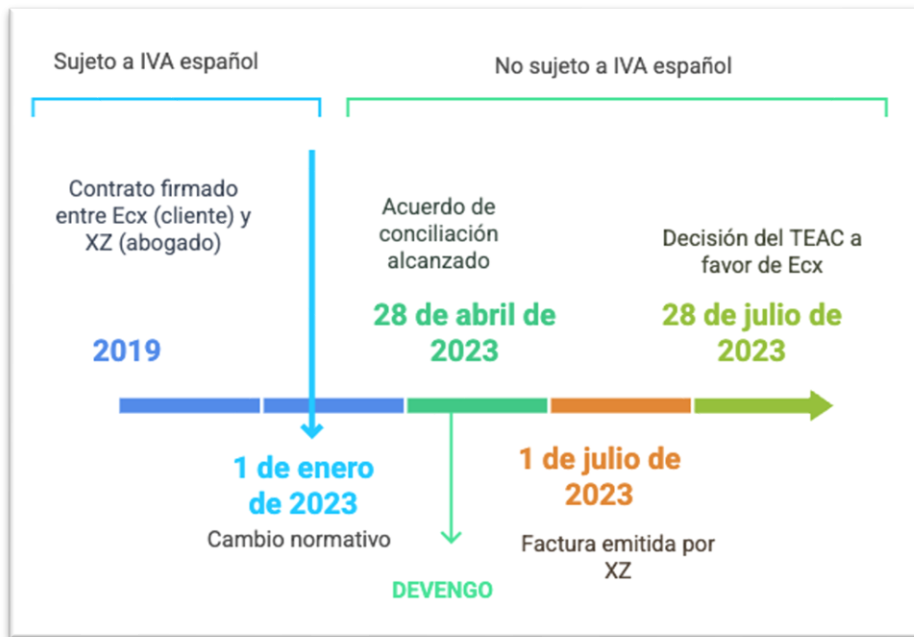 Sujeto a IVA español
No sujeto a IVA español
Contrato firmado
entre Ecx (cliente) y
XZ (abogado)
Acuerdo de
conciliación
alcanzado
Decisión del TEAC a
favor de Ecx
2019
28 de abril de
2023
28 de julio de
2023
1 de enero
de 2023
Cambio normativo
1 de julio de
2023
Factura emitida por
XZ
DEVENGO